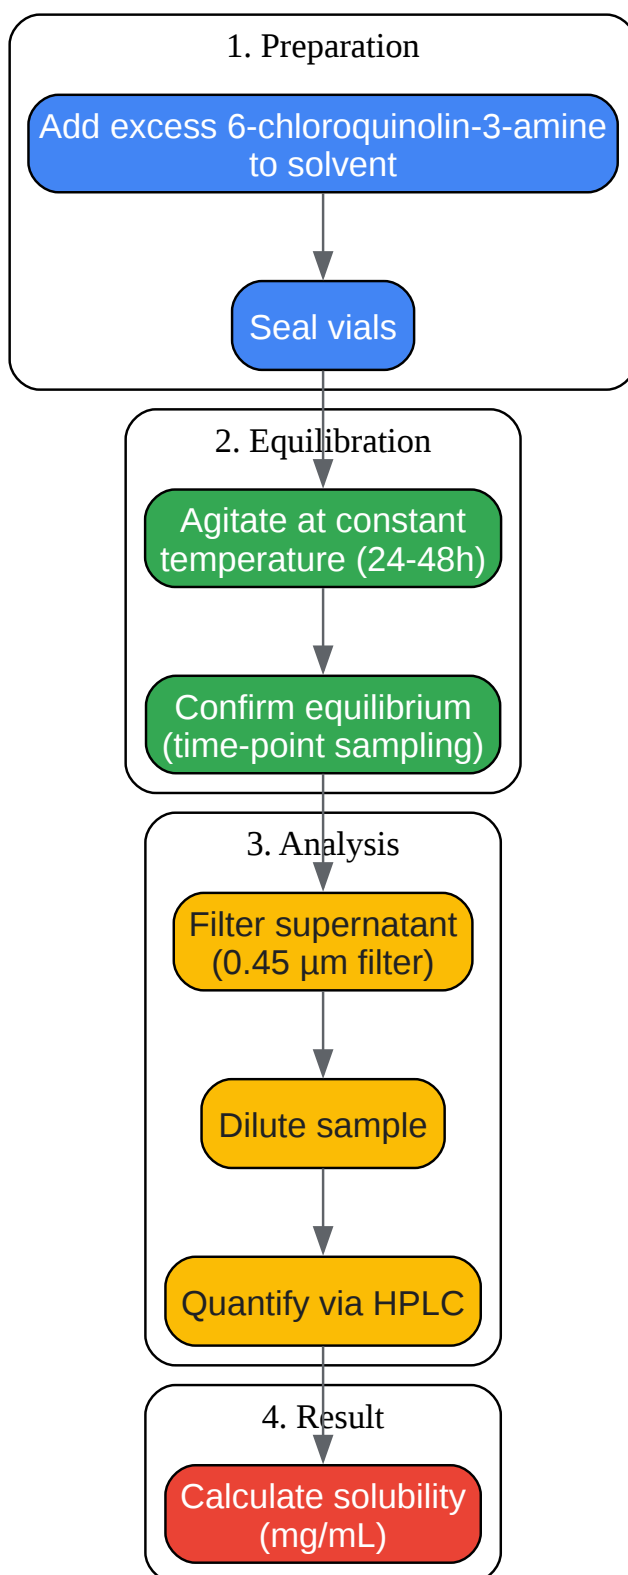 1. Preparation
Add excess 6-chloroquinolin-3-amine
to solvent
Seal vials
2. Equilibration
Agitate at constant
temperature (24-48h)
Confirm equilibrium
(time-point sampling)
3. Analysis
Filter supernatant
(0.45 µm filter)
Dilute sample
Quantify via HPLC
4. Result
Calculate solubility
(mg/mL)